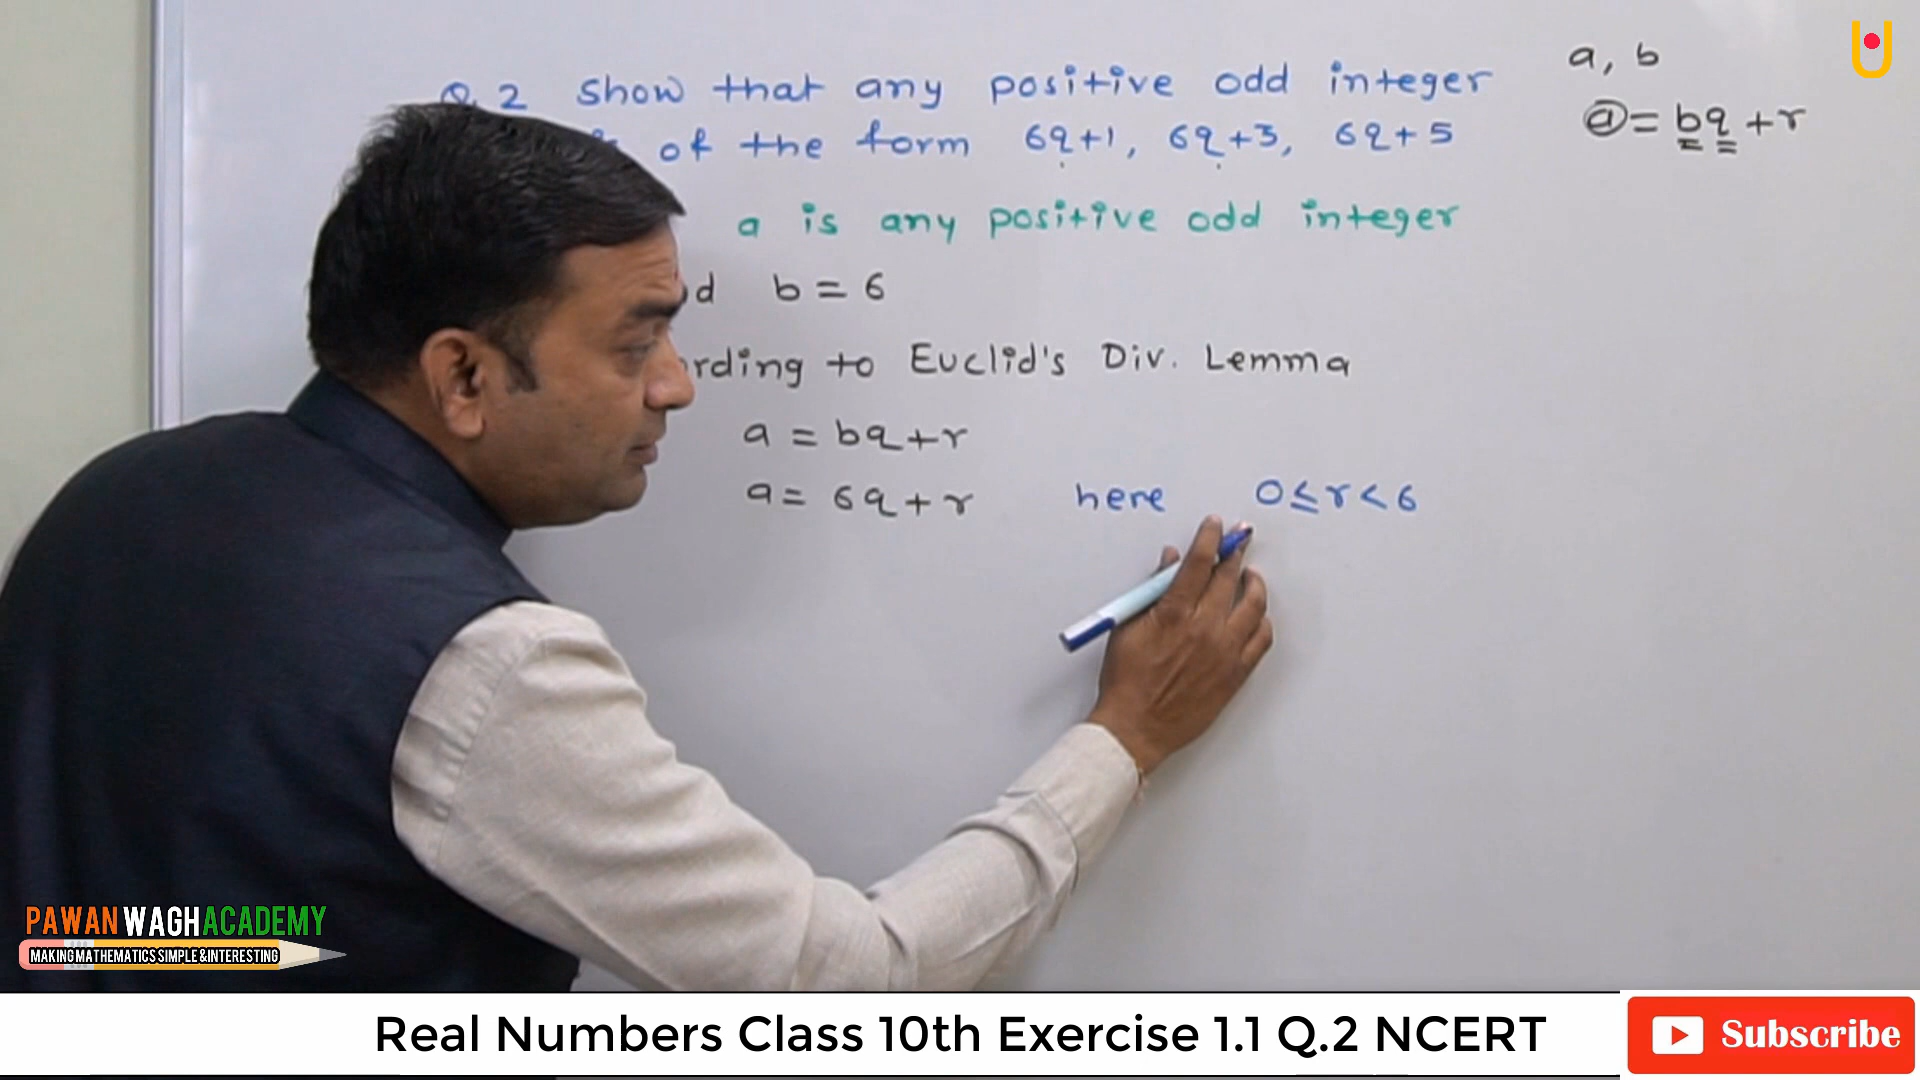 Q.2 Show that any positive odd integer
of the form 6q+1, 6q+3, 6q+5
a is any positive odd integer
b = 6
to Euclid's Div. Lemma
a = bq+r
a = 6q+r here 0≤r<6
a, b
a = bq+r
PAWAN WAGH ACADEMY
MAKING MATHEMATICS SIMPLE & INTERESTING
Real Numbers Class 10th Exercise 1.1 Q.2 NCERT
Subscribe